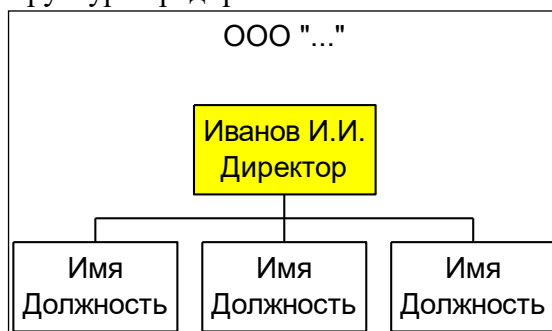 ООО "..."
Иванов И.И.
Директор
Имя
Должность
Имя
Должность
Имя
Должность